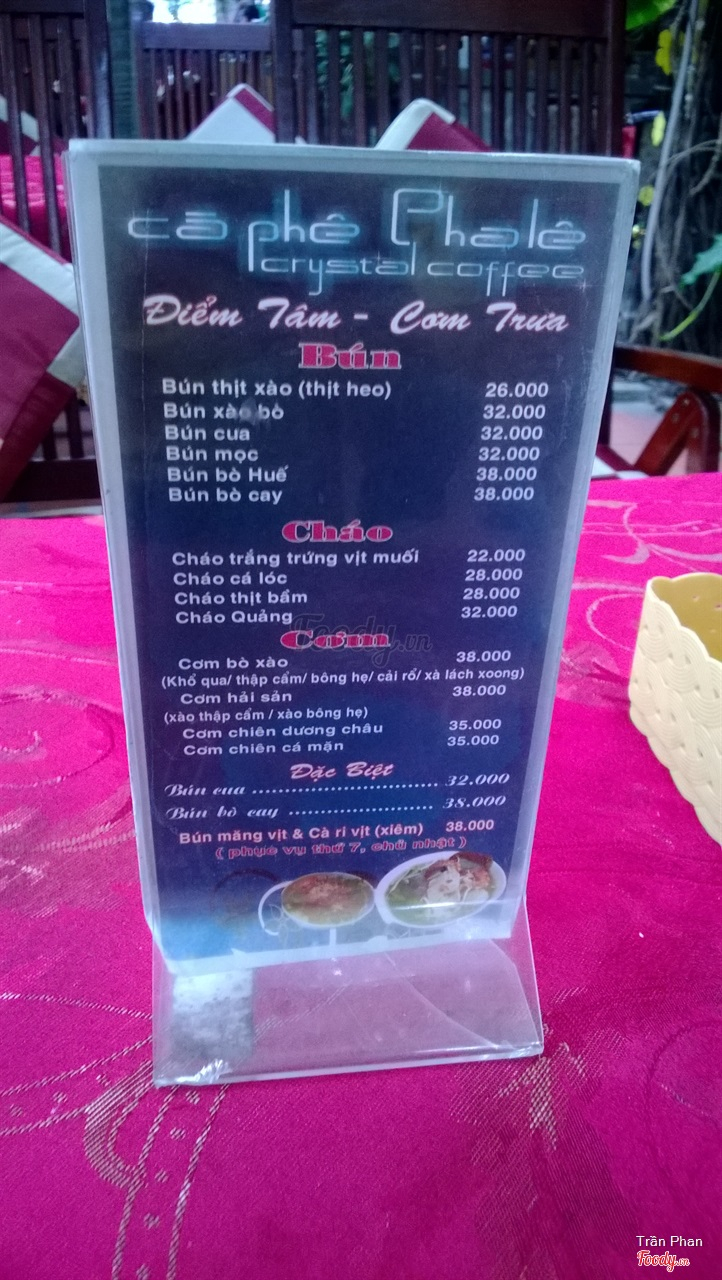 cà phê Phalê
crystal coffee
Điểm Tâm - Cơm Trưa
Bún
Bún thịt xào (thịt heo) 26.000
Bún xào bò 32.000
Bún cua 32.000
Bún mọc 32.000
Bún bò Huế 38.000
Bún bò cay 38.000
Cháo
Cháo trắng trứng vịt muối 22.000
Cháo cá lóc 28.000
Cháo thịt bầm 28.000
Cháo Quảng 32.000
Foody.vn
Cơm
Cơm bò xào 38.000
(Khổ qua/ thập cẩm/ bông hẹ/ cải rổ/ xà lách xoong)
Cơm hải sản 38.000
(xào thập cẩm / xào bông hẹ)
Cơm chiên dương châu 35.000
Cơm chiên cá mặn 35.000
Đặc Biệt
Bún cua .............................. 32.000
Bún bò cay ....................... 38.000
Bún măng vịt & Cà ri vịt (xiêm) 38.000
( phục vụ thứ 7, chủ nhật )
Trần Phan
Foody.vn